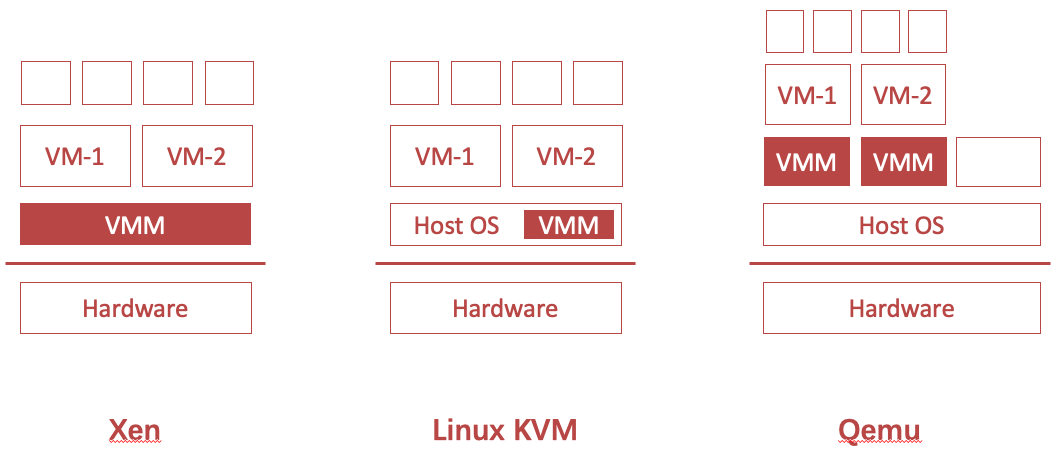 VM-1
VM-2
VMM
Hardware
Xen
VM-1
VM-2
Host OS
VMM
Hardware
Linux KVM
VM-1
VM-2
VMM
VMM
Host OS
Hardware
Qemu